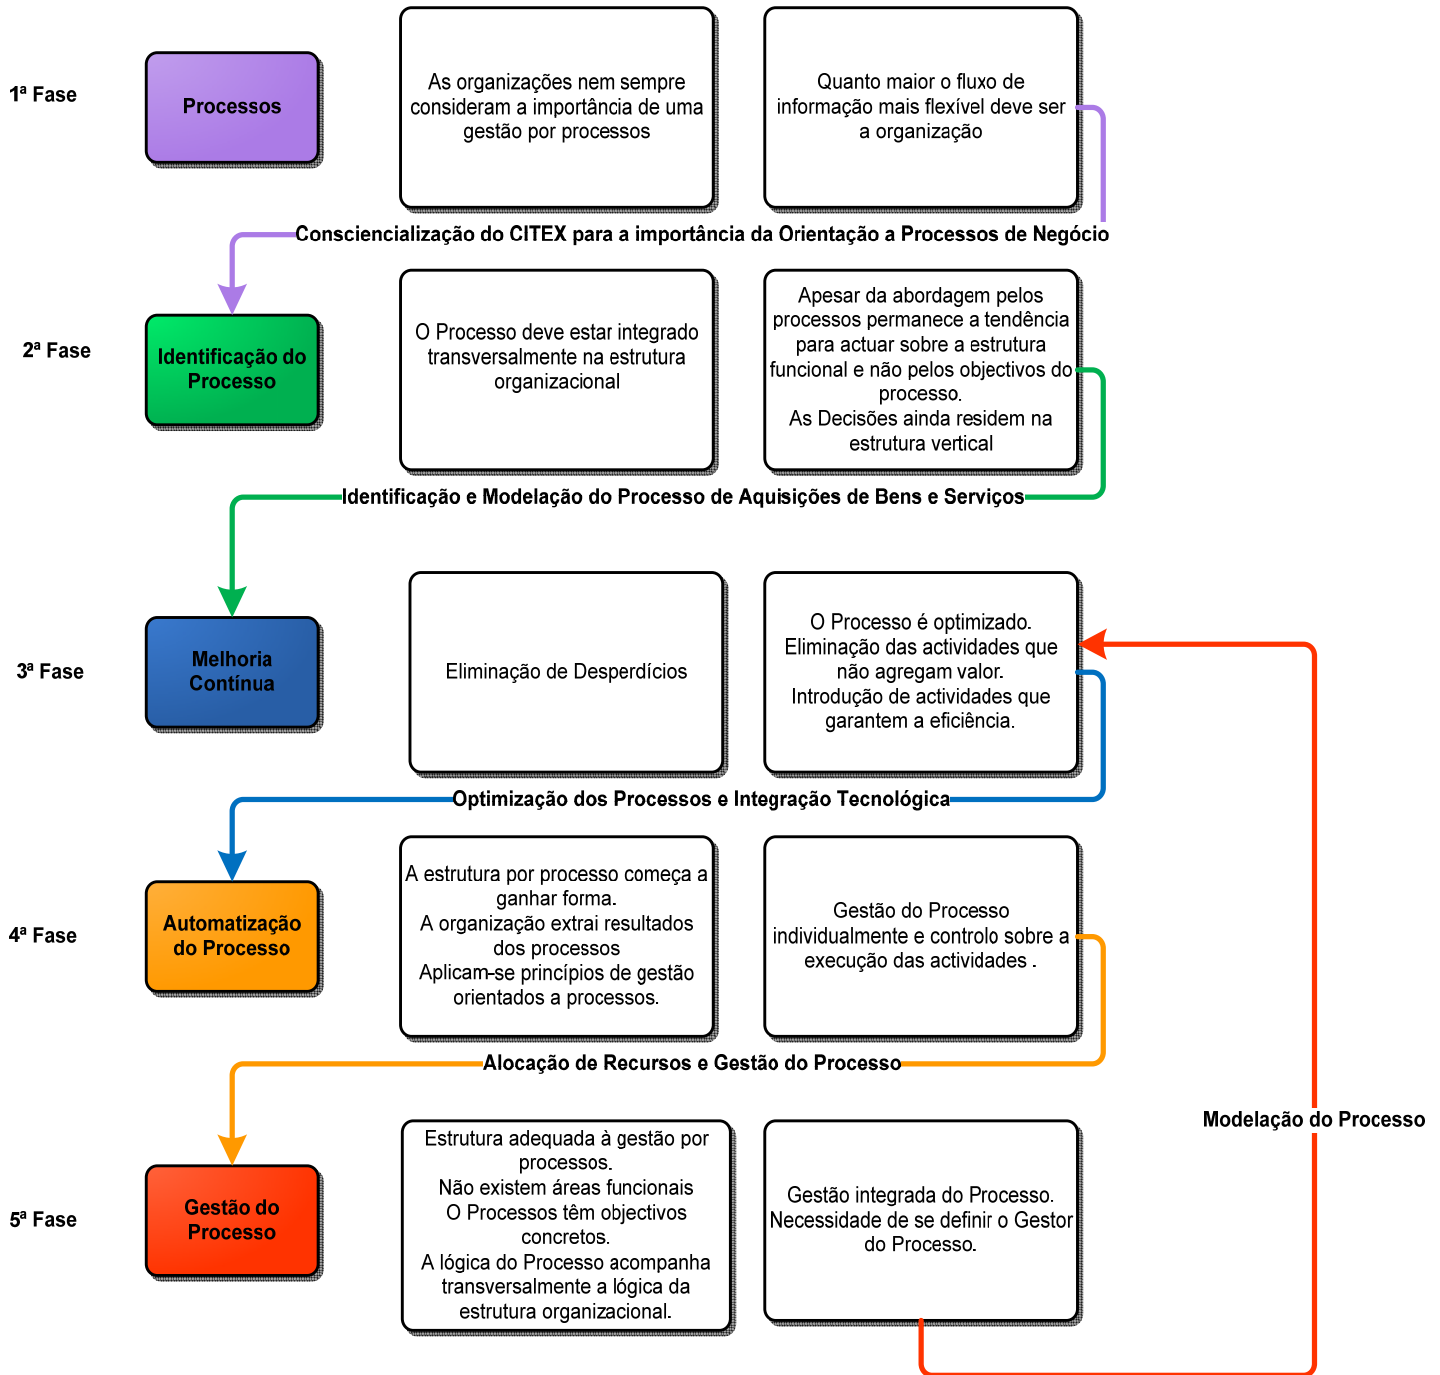 1ª Fase
Processos
As organizações nem sempre
consideram a importância de uma
gestão por processos
Quanto maior o fluxo de
informação mais flexível deve ser
a organização
Consciencialização do CITEX para a importância da Orientação a Processos de Negócio
2ª Fase
Identificação do
Processo
O Processo deve estar integrado
transversalmente na estrutura
organizacional
Apesar da abordagem pelos
processos permanece a tendência
para actuar sobre a estrutura
funcional e não pelos objectivos do
processo.
As Decisões ainda residem na
estrutura vertical
Identificação e Modelação do Processo de Aquisições de Bens e Serviços
3ª Fase
Melhoria
Contínua
Eliminação de Desperdícios
O Processo é optimizado.
Eliminação das actividades que
não agregam valor.
Introdução de actividades que
garantem a eficiência.
Optimização dos Processos e Integração Tecnológica
4ª Fase
Automatização
do Processo
A estrutura por processo começa a
ganhar forma.
A organização extrai resultados
dos processos
Aplicam-se princípios de gestão
orientados a processos.
Gestão do Processo
individualmente e controlo sobre a
execução das actividades .
Alocação de Recursos e Gestão do Processo
Modelação do Processo
5ª Fase
Gestão do
Processo
Estrutura adequada à gestão por
processos.
Não existem áreas funcionais
O Processos têm objectivos
concretos.
A lógica do Processo acompanha
transversalmente a lógica da
estrutura organizacional.
Gestão integrada do Processo.
Necessidade de se definir o Gestor
do Processo.